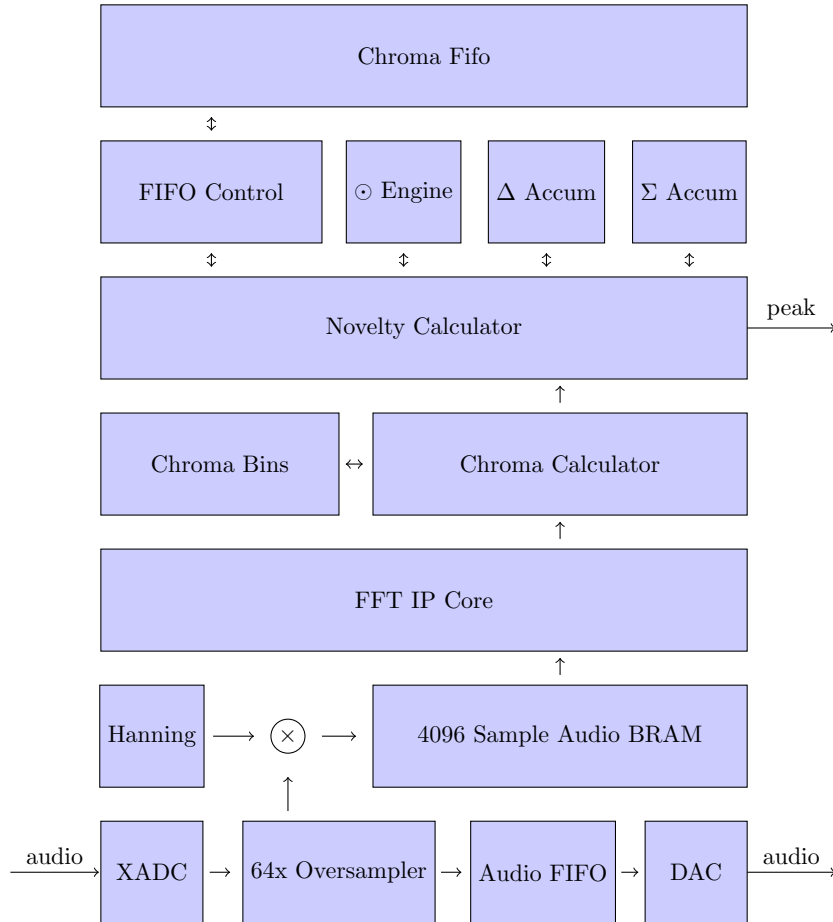 Chroma Fifo
FIFO Control
⊙ Engine
Δ Accum
Σ Accum
Novelty Calculator
peak
Chroma Bins
Chroma Calculator
FFT IP Core
Hanning
×
4096 Sample Audio BRAM
audio
XADC
64x Oversampler
Audio FIFO
DAC
audio